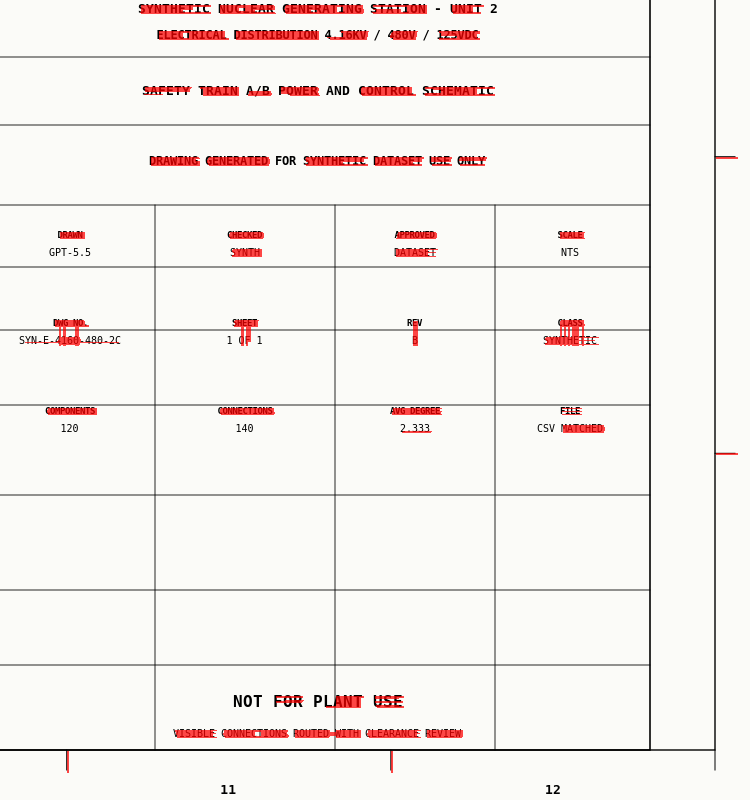 SYNTHETIC NUCLEAR GENERATING STATION - UNIT 2
ELECTRICAL DISTRIBUTION 4.16KV / 480V / 125VDC
SAFETY TRAIN A/B POWER AND CONTROL SCHEMATIC
DRAWING GENERATED FOR SYNTHETIC DATASET USE ONLY
DRAWN CHECKED APPROVED SCALE
GPT-5.5 SYNTH DATASET NTS
DWG NO. SHEET REV CLASS
SYN-E-4160-480-2C 1 OF 1 SYNTHETIC
COMPONENTS CONNECTIONS AVG DEGREE FILE
120 140 2.333 CSV MATCHED
NOT FOR PLANT USE
VISIBLE CONNECTIONS ROUTED WITH CLEARANCE REVIEW
11 12